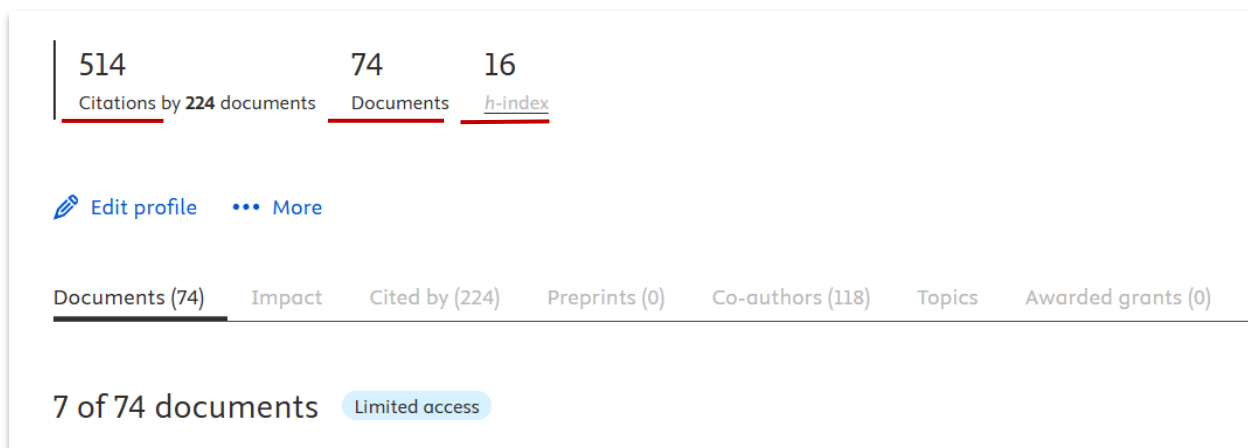 514 74 16
Citations by 224 documents Documents h-index
Edit profile ••• More
Documents (74) Impact Cited by (224) Preprints (0) Co-authors (118) Topics Awarded grants (0)
7 of 74 documents Limited access